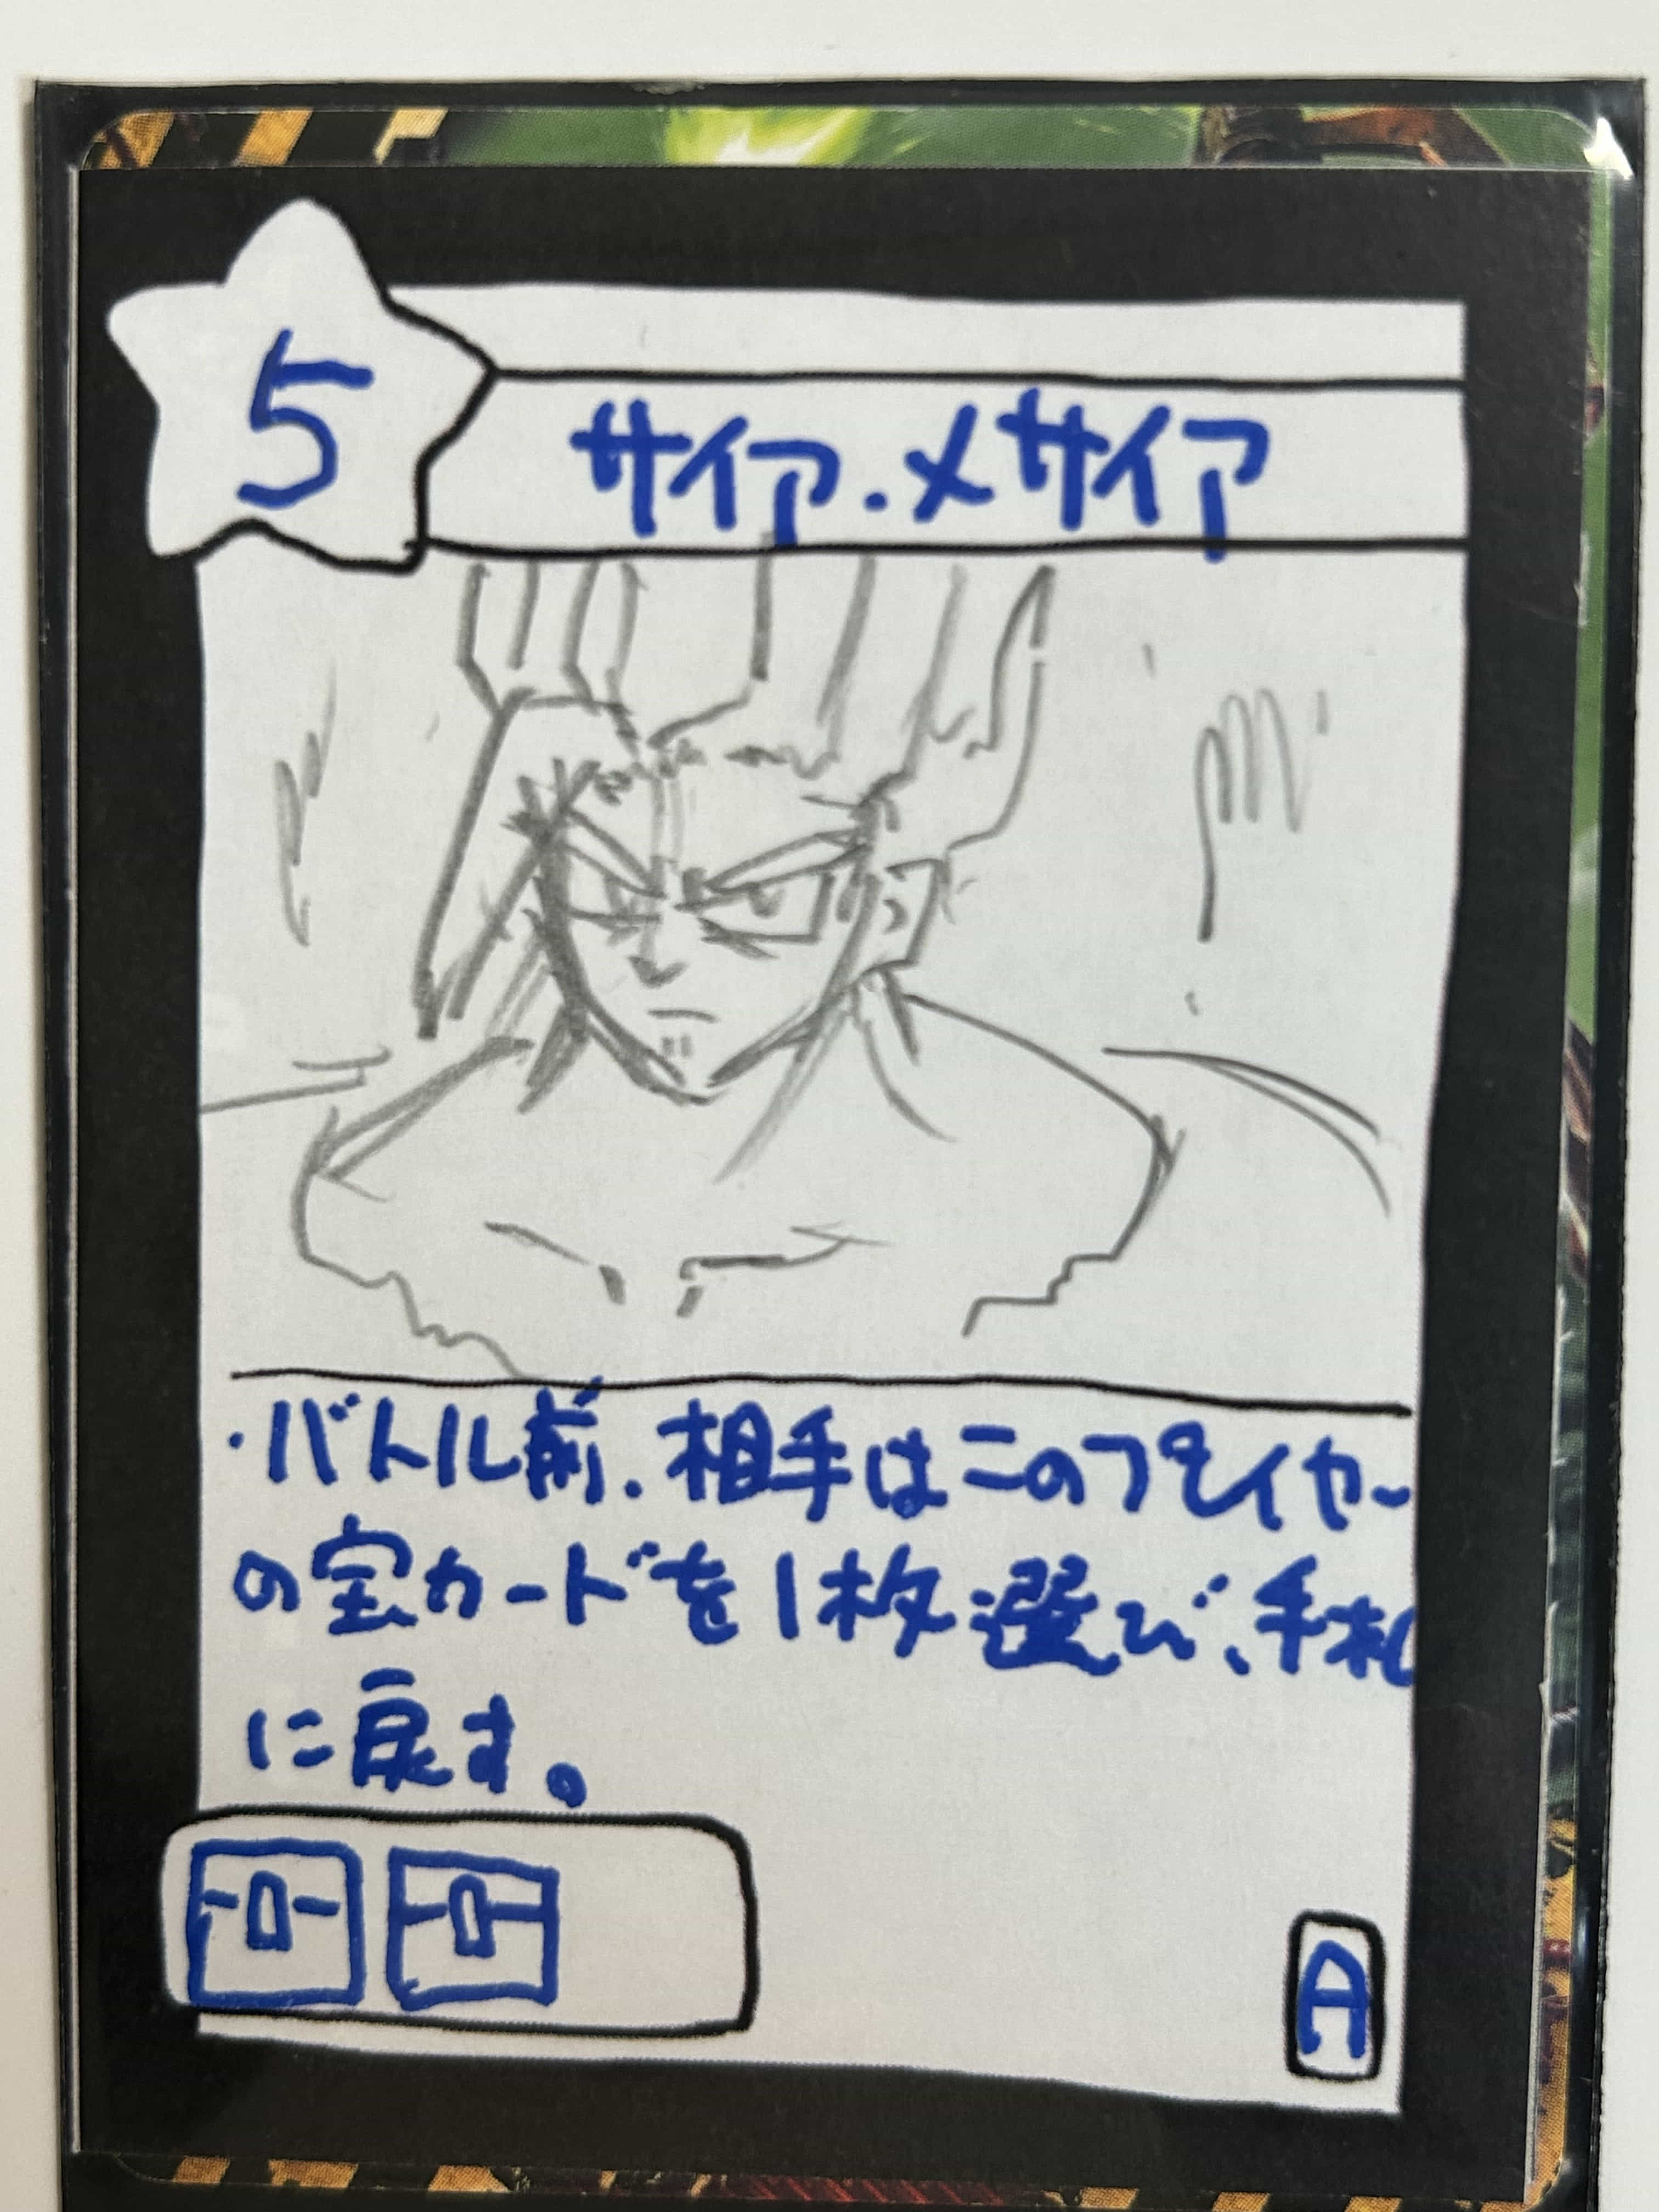 5
サイア.メサイア
・バトル前.相手はこのプレイヤー
の宝カードを1枚選び、手札
に戻す。
A